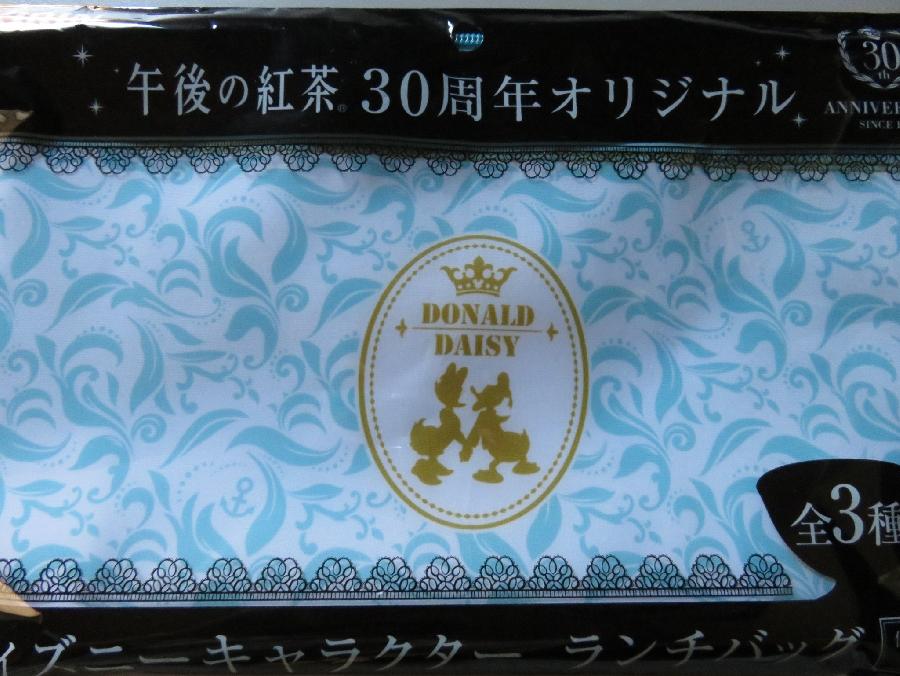 午後の紅茶® 30周年オリジナル
30th
ANNIVER
SINCE
DONALD
DAISY
全3種
ィズニーキャラクター ランチバッグ